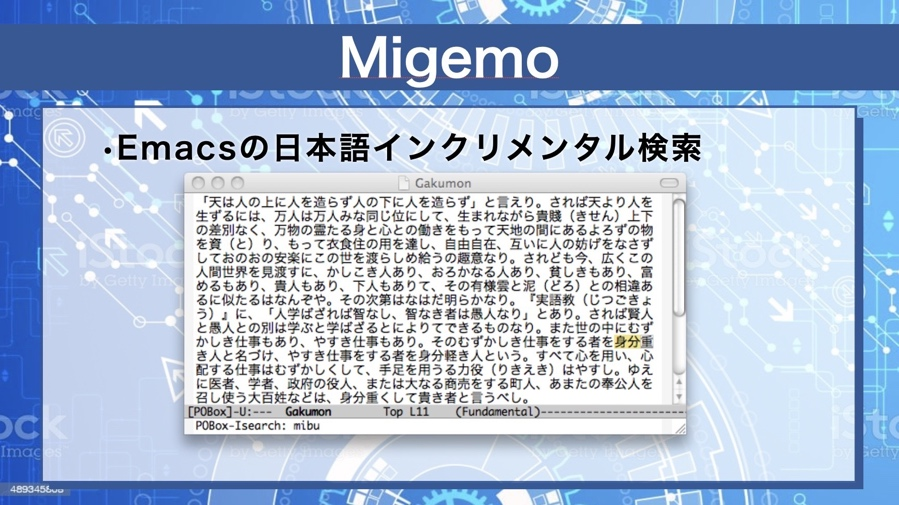 Migemo
・Emacsの日本語インクリメンタル検索
Gakumon
「天は人の上に人を造らず人の下に人を造らず」と言えり。されば天より人を
生ずるには、万人は万人みな同じ位にして、生まれながら貴賤（きせん）上下
の差別なく、万物の霊たる身と心との働きをもって天地の間にあるよろずの物
を資（と）り、もって衣食住の用を達し、自由自在、互いに人の妨げをなさず
しておのおの安楽にこの世を渡らしめ給うの趣意なり。されども今、広くこの
人間世界を見渡すに、かしこき人あり、おろかなる人あり、貧しきもあり、富
めるもあり、貴人もあり、下人もありて、その有様雲と泥（どろ）との相違あ
るに似たるはなんぞや。その次第はなはだ明らかなり。『実語教（じつごきょ
う）』に、「人学ばざれば智なし、智なき者は愚人なり」とあり。されば賢人
と愚人との別は学ぶと学ばざるとによりてできるものなり。また世の中にむず
かしき仕事もあり、やすき仕事もあり。そのむずかしき仕事をする者を身分重
き人と名づけ、やすき仕事をする者を身分軽き人という。すべて心を用い、心
配する仕事はむずかしくして、手足を用うる力役（りきえき）はやすし。ゆえ
に医者、学者、政府の役人、または大なる商売をする町人、あまたの奉公人を
召し使う大百姓などは、身分重くして貴き者と言うべし。
[POBox]-U:--- Gakumon Top L11 (Fundamental)----------------------
POBox-Isearch: mibu
iStock
by Getty Images